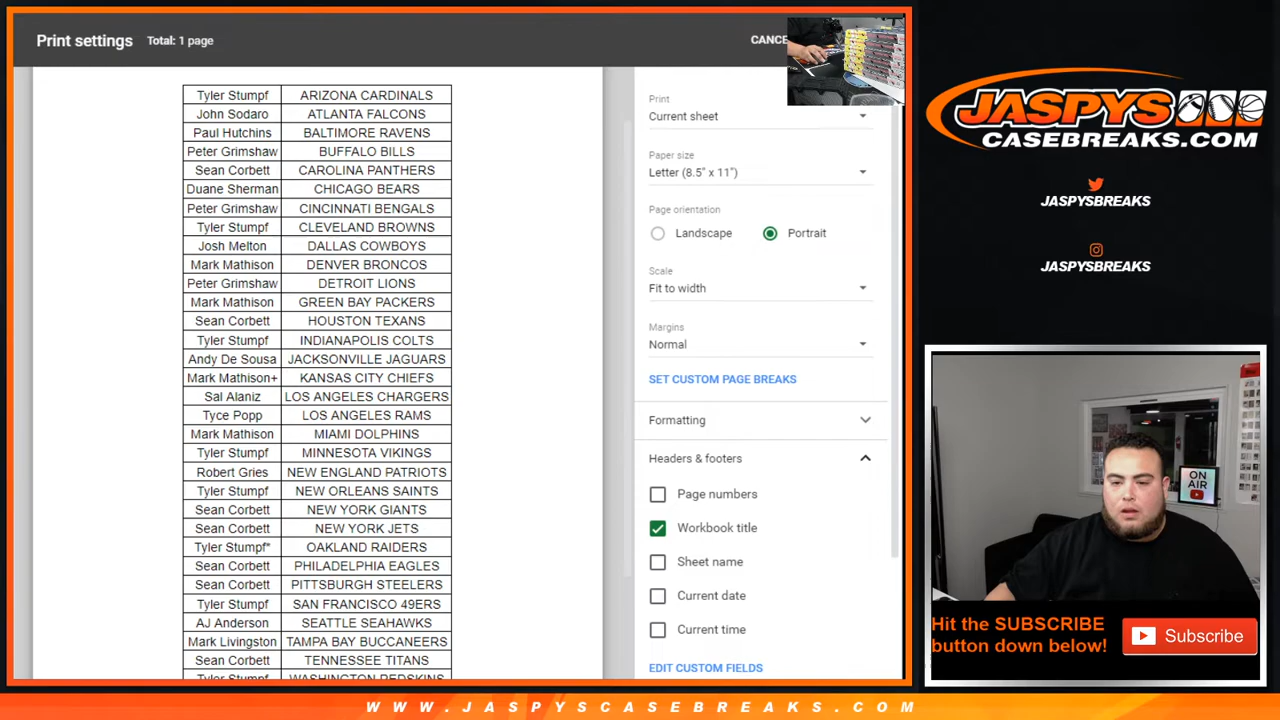 Print settings Total: 1 page CANCE
Tyler Stumpf ARIZONA CARDINALS
John Sodaro ATLANTA FALCONS
Paul Hutchins BALTIMORE RAVENS
Peter Grimshaw BUFFALO BILLS
Sean Corbett CAROLINA PANTHERS
Duane Sherman CHICAGO BEARS
Peter Grimshaw CINCINNATI BENGALS
Tyler Stumpf CLEVELAND BROWNS
Josh Melton DALLAS COWBOYS
Mark Mathison DENVER BRONCOS
Peter Grimshaw DETROIT LIONS
Mark Mathison GREEN BAY PACKERS
Sean Corbett HOUSTON TEXANS
Tyler Stumpf INDIANAPOLIS COLTS
Andy De Sousa JACKSONVILLE JAGUARS
Mark Mathison+ KANSAS CITY CHIEFS
Sal Alaniz LOS ANGELES CHARGERS
Tyce Popp LOS ANGELES RAMS
Mark Mathison MIAMI DOLPHINS
Tyler Stumpf MINNESOTA VIKINGS
Robert Gries NEW ENGLAND PATRIOTS
Tyler Stumpf NEW ORLEANS SAINTS
Sean Corbett NEW YORK GIANTS
Sean Corbett NEW YORK JETS
Tyler Stumpf* OAKLAND RAIDERS
Sean Corbett PHILADELPHIA EAGLES
Sean Corbett PITTSBURGH STEELERS
Tyler Stumpf SAN FRANCISCO 49ERS
AJ Anderson SEATTLE SEAHAWKS
Mark Livingston TAMPA BAY BUCCANEERS
Sean Corbett TENNESSEE TITANS
Tyler Stumpf WASHINGTON REDSKINS
Print
Current sheet
Paper size
Letter (8.5" x 11")
Page orientation
Landscape Portrait
Scale
Fit to width
Margins
Normal
SET CUSTOM PAGE BREAKS
Formatting
Headers & footers
Page numbers
Workbook title
Sheet name
Current date
Current time
EDIT CUSTOM FIELDS
JASPYS
CASEBREAKS.COM
JASPYSBREAKS
JASPYSBREAKS
ON
AIR
Hit the SUBSCRIBE
button down below!
Subscribe
WWW.JASPYSCASEBREAKS.COM